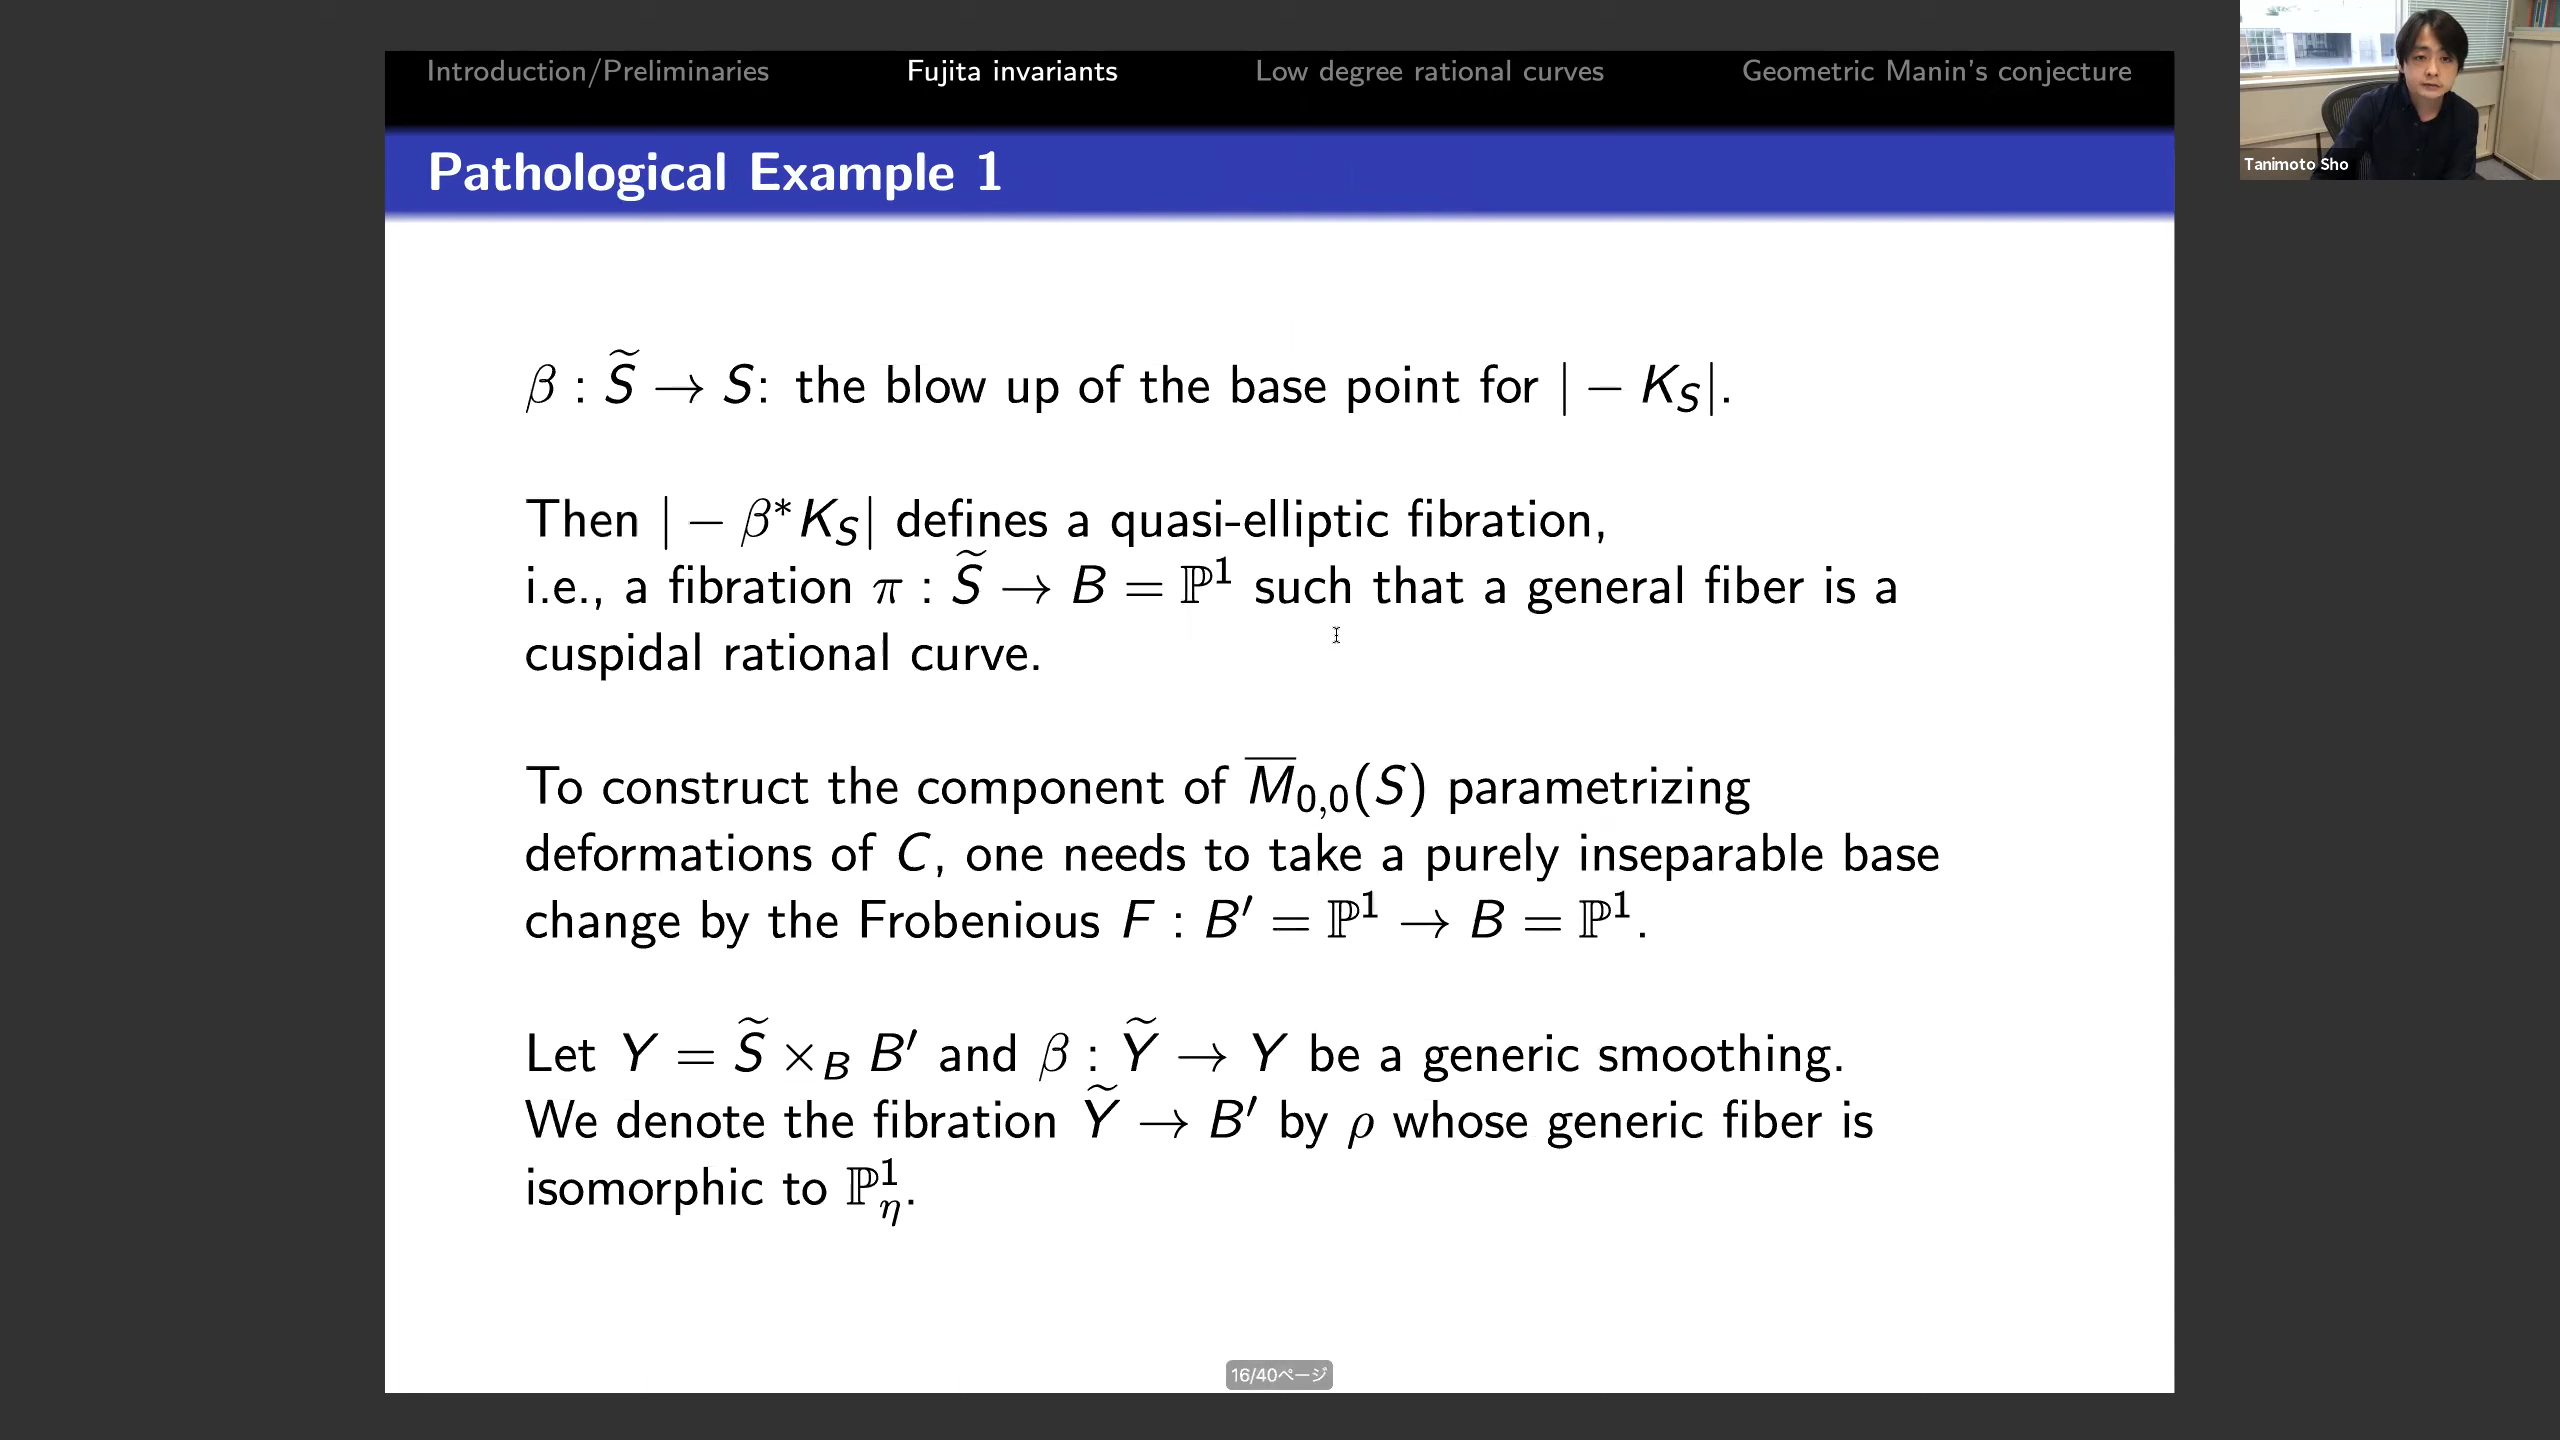 Introduction/Preliminaries Fujita invariants Low degree rational curves Geometric Manin's conjecture
Pathological Example 1
β : S̃ → S: the blow up of the base point for | − K_S|.
Then | − β*K_S| defines a quasi-elliptic fibration,
i.e., a fibration π : S̃ → B = ℙ¹ such that a general fiber is a
cuspidal rational curve.
To construct the component of M̅₀,₀(S) parametrizing
deformations of C, one needs to take a purely inseparable base
change by the Frobenious F : B′ = ℙ¹ → B = ℙ¹.
Let Y = S̃ ×_B B′ and β : Ỹ → Y be a generic smoothing.
We denote the fibration Ỹ → B′ by ρ whose generic fiber is
isomorphic to ℙ¹_η.
16/40ページ
Tanimoto Sho